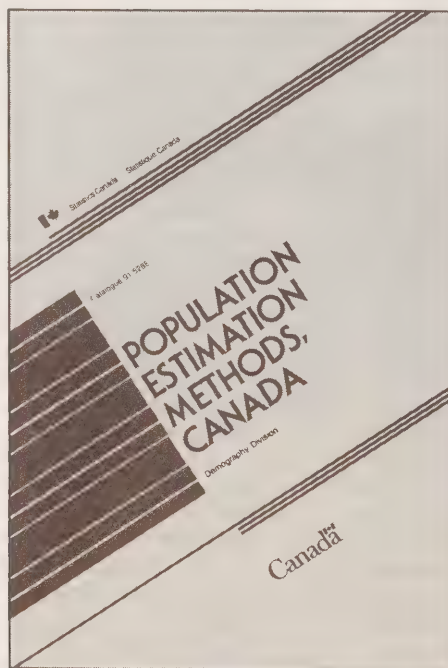 Statistics Canada Statistique Canada
Catalogue 91-528E
POPULATION
ESTIMATION
METHODS,
CANADA
Demography Division
Canada